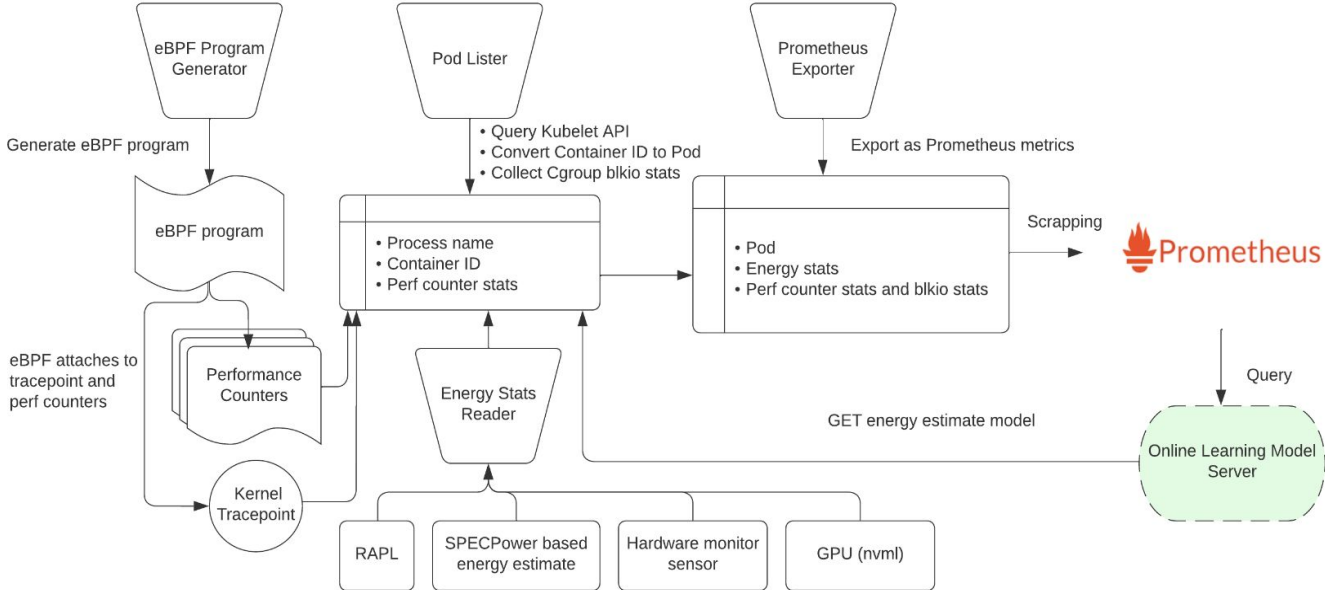 eBPF Program
Generator
Pod Lister
Prometheus
Exporter
Generate eBPF program
• Query Kubelet API
• Convert Container ID to Pod
• Collect Cgroup blkio stats
Export as Prometheus metrics
eBPF program
• Process name
• Container ID
• Perf counter stats
• Pod
• Energy stats
• Perf counter stats and blkio stats
Scrapping
Prometheus
eBPF attaches to
tracepoint and
perf counters
Performance
Counters
Energy Stats
Reader
Query
GET energy estimate model
Online Learning Model
Server
Kernel
Tracepoint
RAPL
SPECPower based
energy estimate
Hardware monitor
sensor
GPU (nvml)